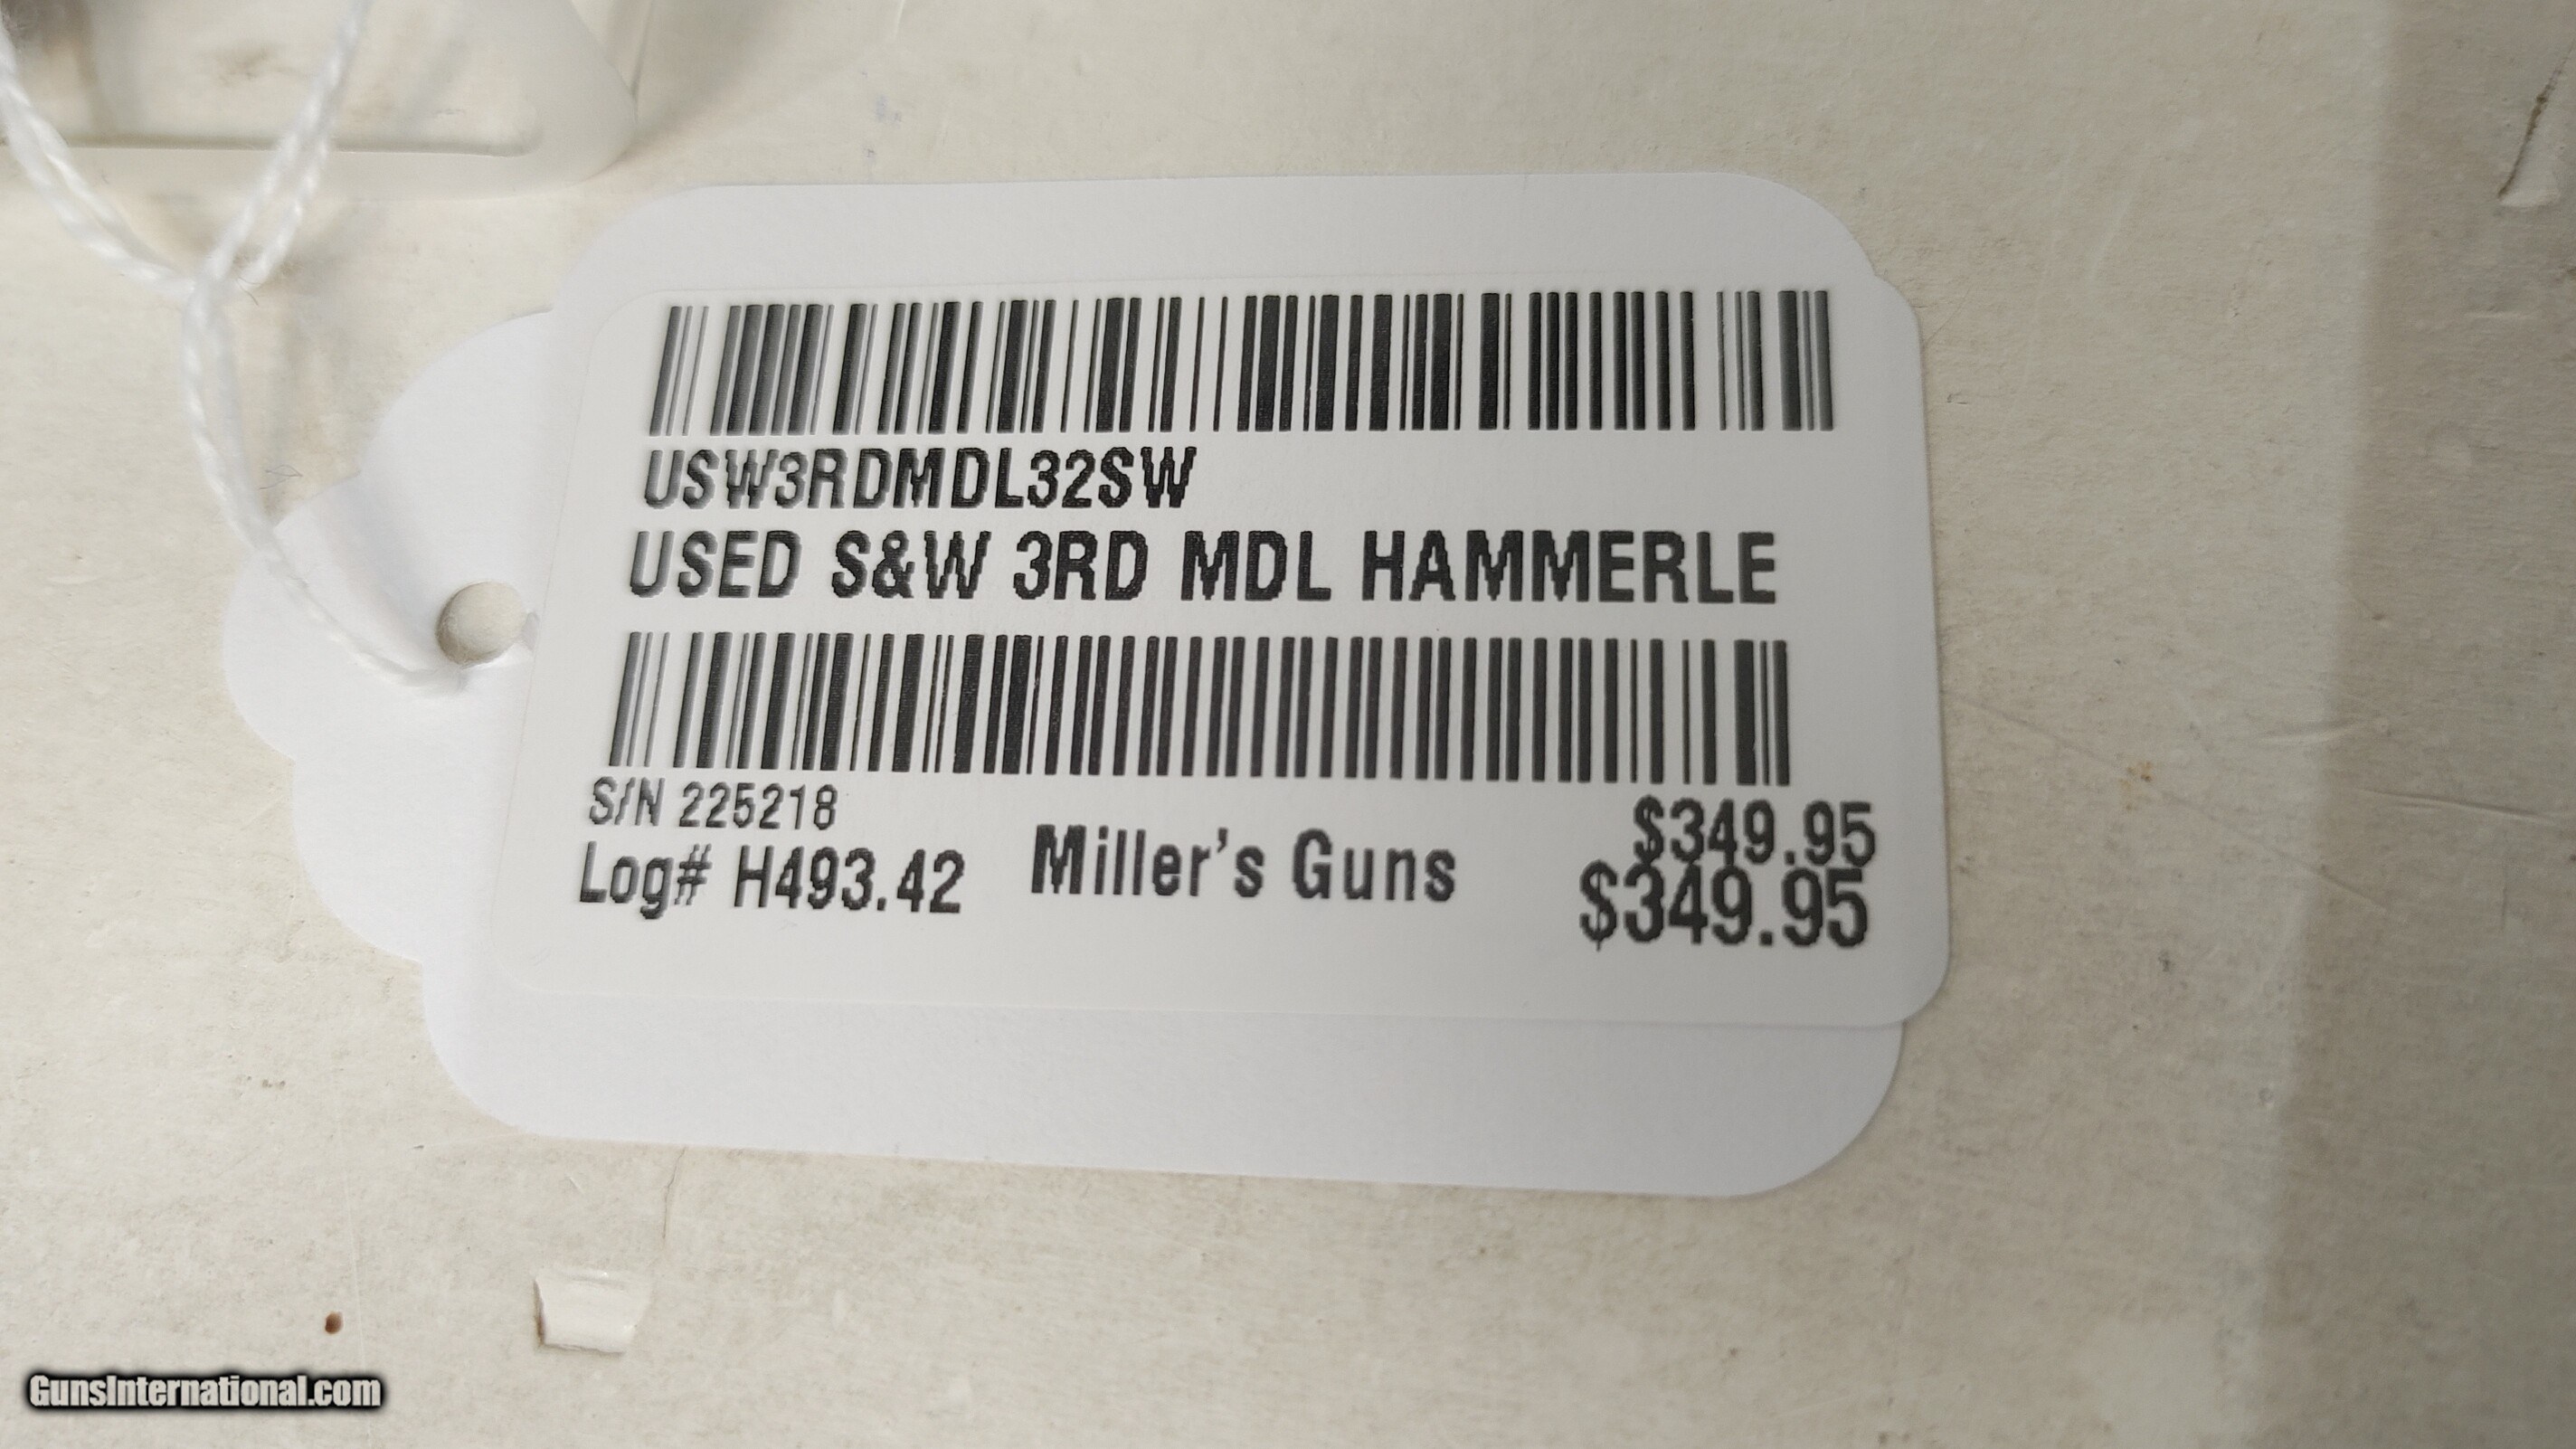 USW3RDMDL32SW
USED S&W 3RD MDL HAMMERLE
S/N 225218
$349.95
Log# H493.42 Miller's Guns $349.95
GunsInternational.com